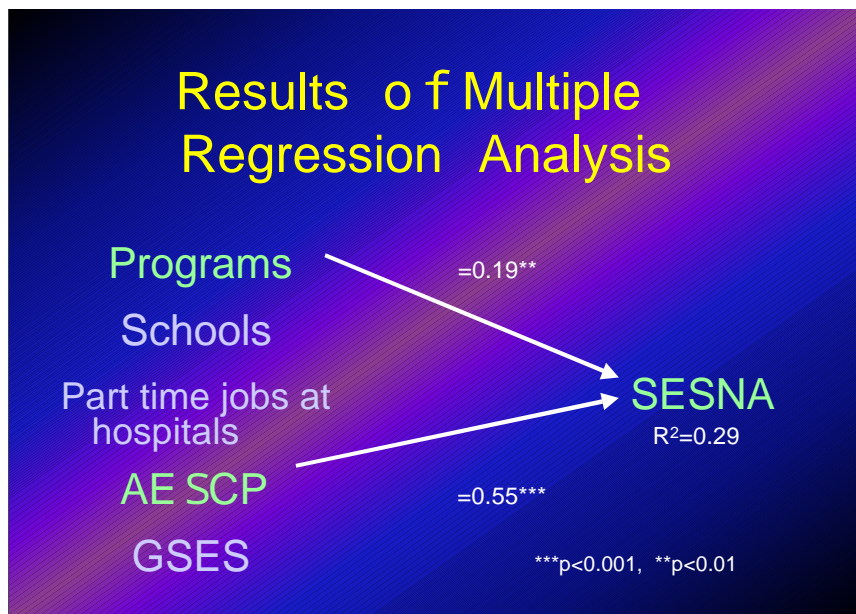 Results of Multiple
Regression Analysis
Programs
=0.19**
Schools
Part time jobs at
hospitals
SESNA
R²=0.29
AE SCP
=0.55***
GSES
***p<0.001, **p<0.01